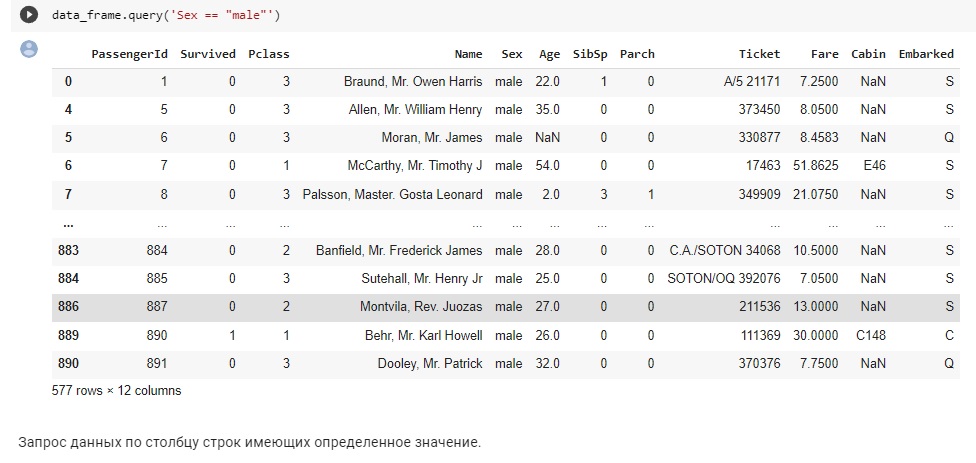 data_frame.query('Sex == "male"')
PassengerId Survived Pclass Name Sex Age SibSp Parch Ticket Fare Cabin Embarked
0 1 0 3 Braund, Mr. Owen Harris male 22.0 1 0 A/5 21171 7.2500 NaN S
4 5 0 3 Allen, Mr. William Henry male 35.0 0 0 373450 8.0500 NaN S
5 6 0 3 Moran, Mr. James male NaN 0 0 330877 8.4583 NaN Q
6 7 0 1 McCarthy, Mr. Timothy J male 54.0 0 0 17463 51.8625 E46 S
7 8 0 3 Palsson, Master. Gosta Leonard male 2.0 3 1 349909 21.0750 NaN S
... ... ... ... ... ... ... ... ... ... ... ... ...
883 884 0 2 Banfield, Mr. Frederick James male 28.0 0 0 C.A./SOTON 34068 10.5000 NaN S
884 885 0 3 Sutehall, Mr. Henry Jr male 25.0 0 0 SOTON/OQ 392076 7.0500 NaN S
886 887 0 2 Montvila, Rev. Juozas male 27.0 0 0 211536 13.0000 NaN S
889 890 1 1 Behr, Mr. Karl Howell male 26.0 0 0 111369 30.0000 C148 C
890 891 0 3 Dooley, Mr. Patrick male 32.0 0 0 370376 7.7500 NaN Q
577 rows × 12 columns
Запрос данных по столбцу строк имеющих определенное значение.